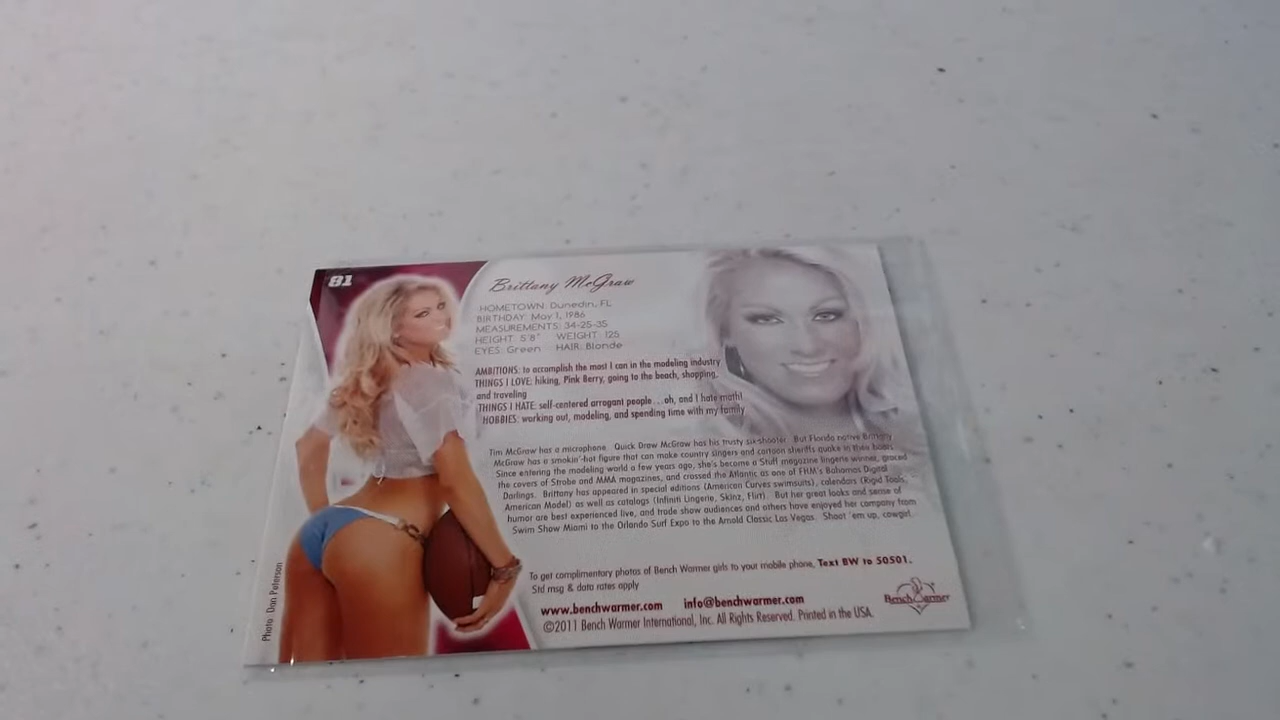 81
Brittany McGraw
HOMETOWN: Dunedin, FL
BIRTHDAY: May 1, 1986
MEASUREMENTS: 34-25-35
HEIGHT: 5'8" WEIGHT: 125
EYES: Green HAIR: Blonde
AMBITIONS: to accomplish the most I can in the modeling industry
THINGS I LOVE: hiking, Pink Berry, going to the beach, shopping,
and traveling
THINGS I HATE: self-centered arrogant people...oh, and I hate math!
HOBBIES: working out, modeling, and spending time with my family
Tim McGraw has a microphone. Quick Draw McGraw has his trusty six-shooter. But Florida native Brittany
McGraw has a smokin'-hot figure that can make country singers and cartoon sheriffs quake in their boots.
Since entering the modeling world a few years ago, she's become a Stuff magazine lingerie winner, graced
the covers of Strobe and MMA magazines, and crossed the Atlantic as one of FHM's Bahamas Digital
Darlings. Brittany has appeared in special editions (American Curves swimsuits), calendars (Rigid Tools,
American Model) as well as catalogs (Infiniti Lingerie, Skinz, Flirt). But her great looks and sense of
humor are best experienced live, and trade show audiences and others have enjoyed her company from
Swim Show Miami to the Orlando Surf Expo to the Arnold Classic Las Vegas. Shoot 'em up, cowgirl.
To get complimentary photos of Bench Warmer girls to your mobile phone, Text BW to 50501.
Std msg & data rates apply
www.benchwarmer.com info@benchwarmer.com
©2011 Bench Warmer International, Inc. All Rights Reserved. Printed in the USA.
BenchWarmer
Photo: Dan Peterson